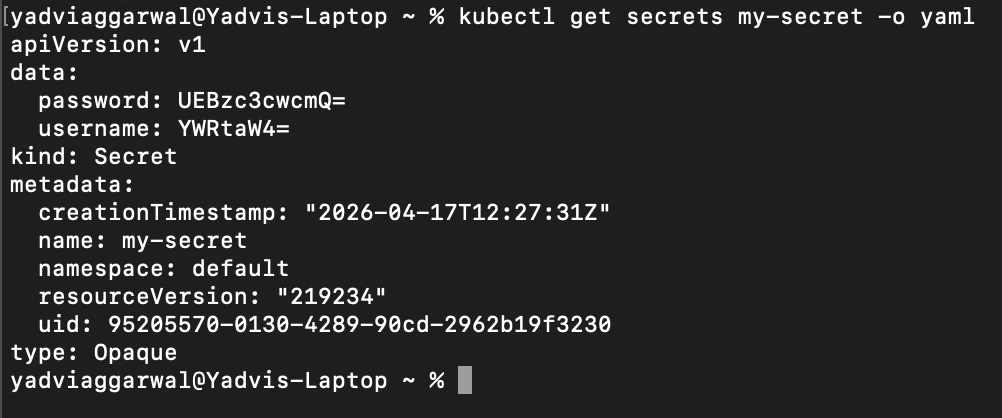 [yadviaggarwal@Yadvis-Laptop ~ % kubectl get secrets my-secret -o yaml
apiVersion: v1
data:
  password: UEBzc3cwcmQ=
  username: YWRtaW4=
kind: Secret
metadata:
  creationTimestamp: "2026-04-17T12:27:31Z"
  name: my-secret
  namespace: default
  resourceVersion: "219234"
  uid: 95205570-0130-4289-90cd-2962b19f3230
type: Opaque
yadviaggarwal@Yadvis-Laptop ~ %